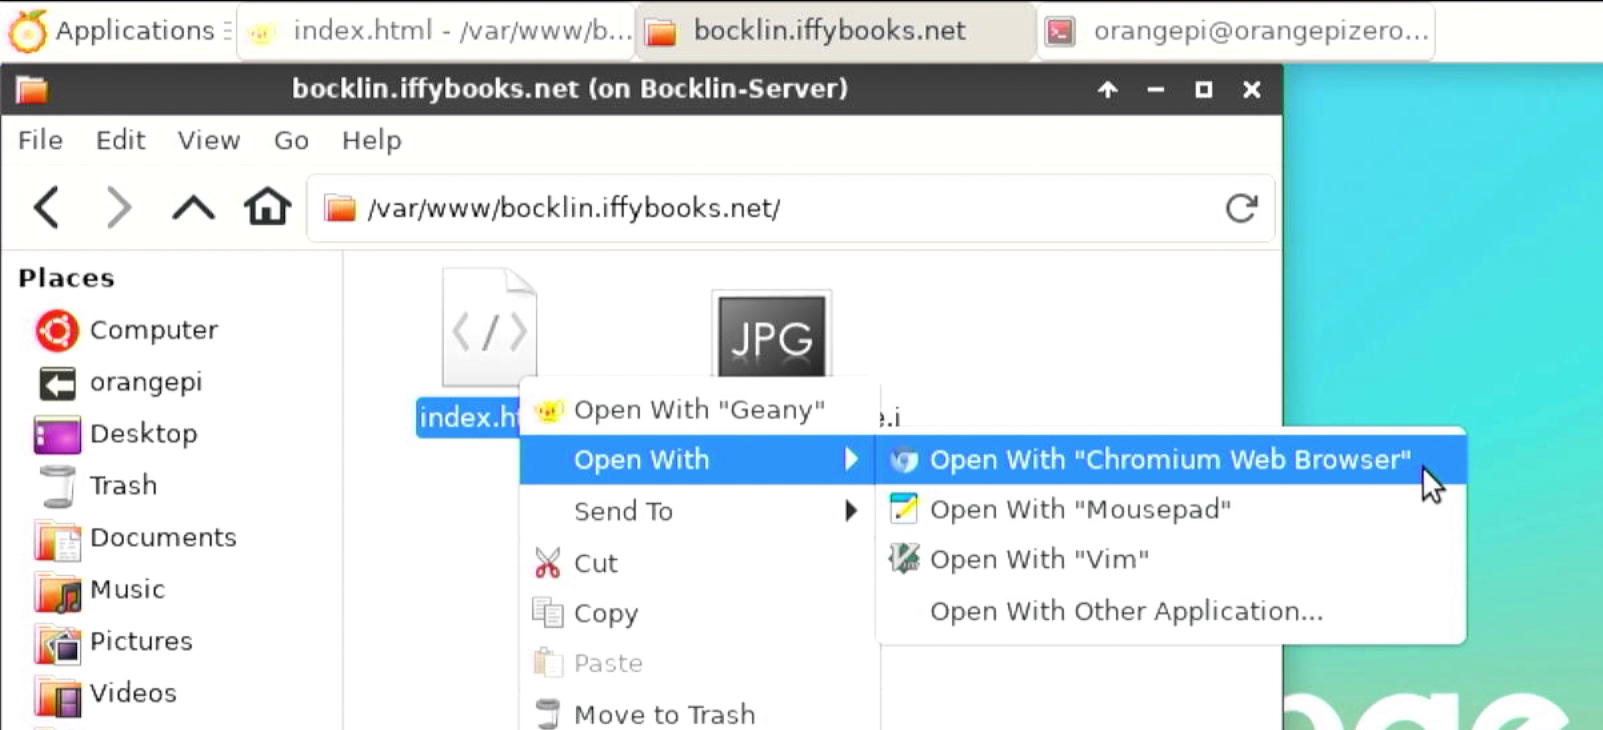 Applications
index.html - /var/www/b...
bocklin.iffybooks.net
orangepi@orangepizero...
bocklin.iffybooks.net (on Bocklin-Server)
File Edit View Go Help
/var/www/bocklin.iffybooks.net/
Places
Computer
orangepi
Desktop
Trash
Documents
Music
Pictures
Videos
</>
JPG
index.ht
Open With "Geany"
Open With
Send To
Cut
Copy
Paste
Move to Trash
Open With "Chromium Web Browser"
Open With "Mousepad"
Open With "Vim"
Open With Other Application...